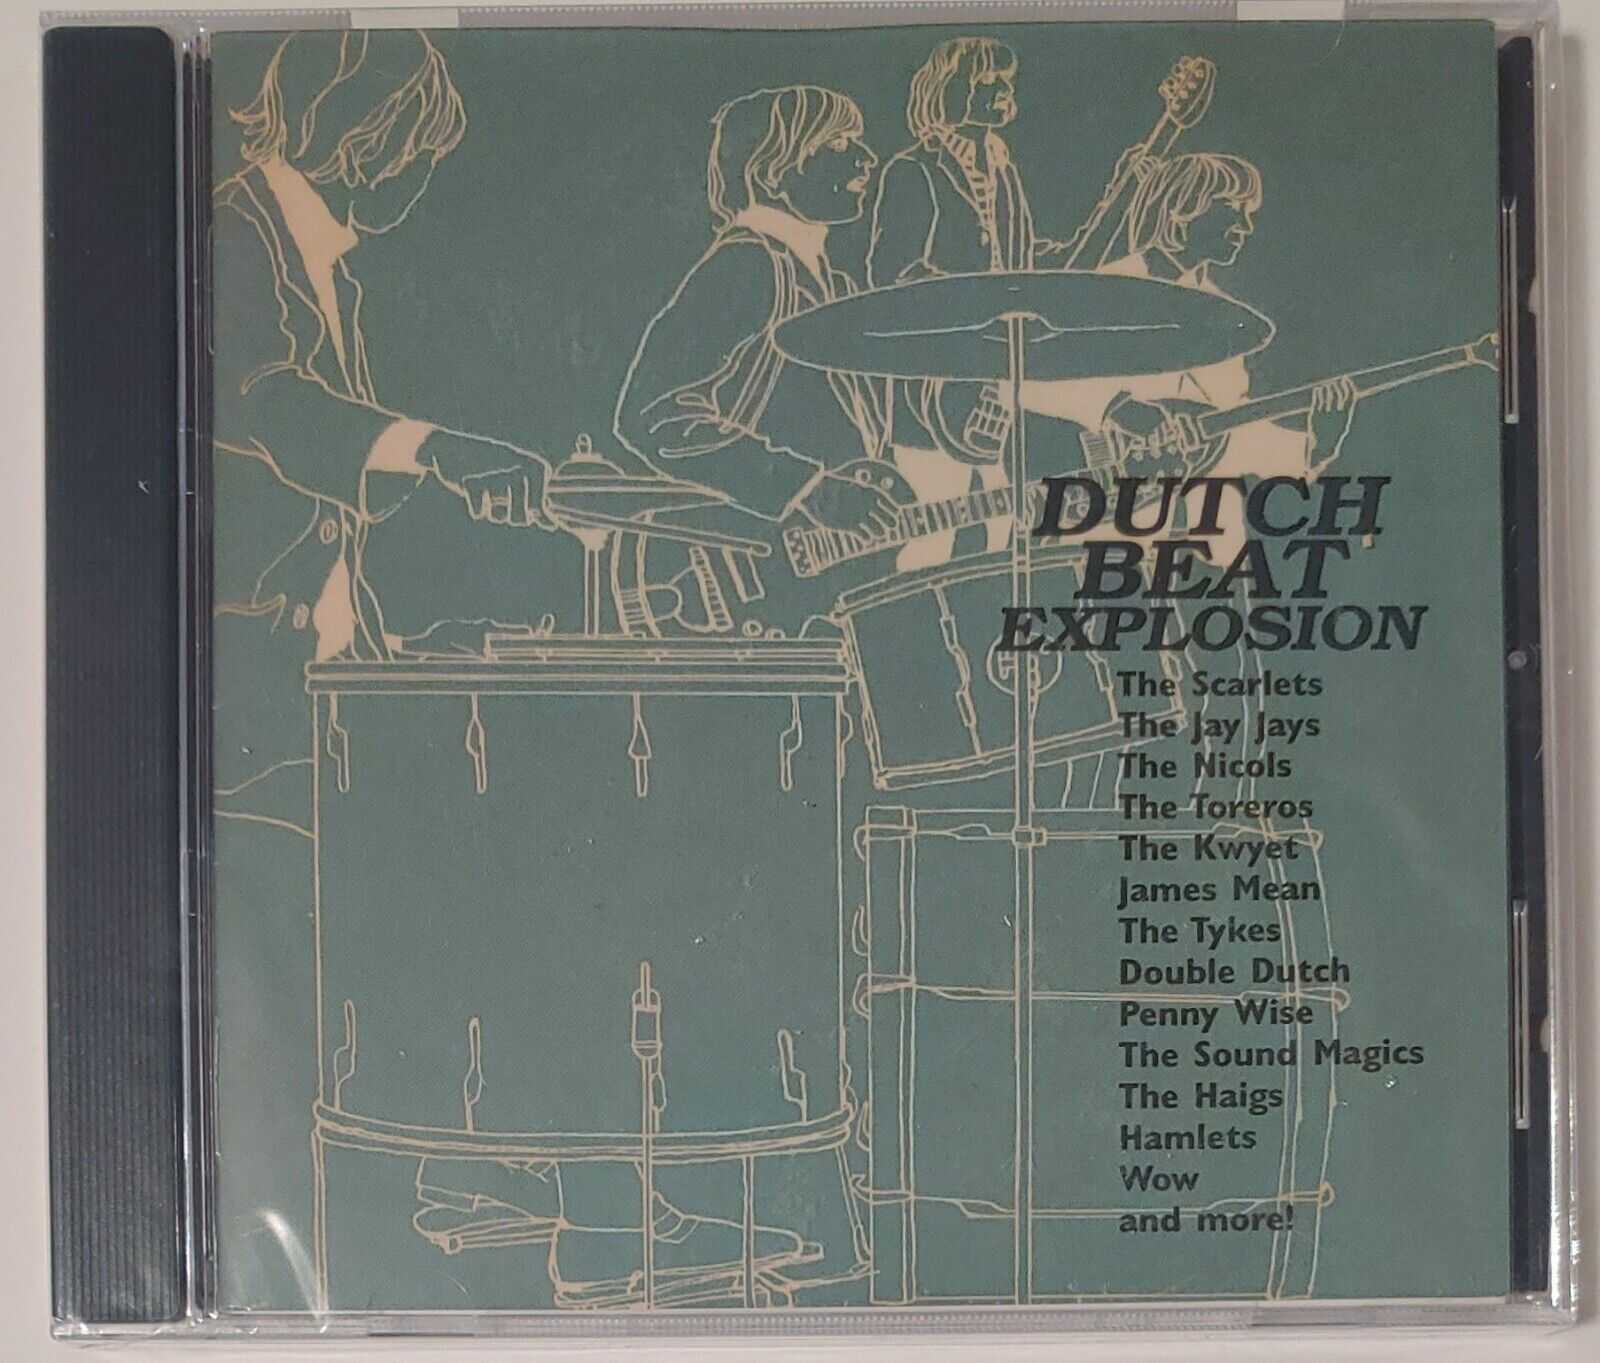 DUTCH
BEAT
EXPLOSION
The Scarlets
The Jay Jays
The Nicols
The Toreros
The Kwyet
James Mean
The Tykes
Double Dutch
Penny Wise
The Sound Magics
The Haigs
Hamlets
Wow
and more!